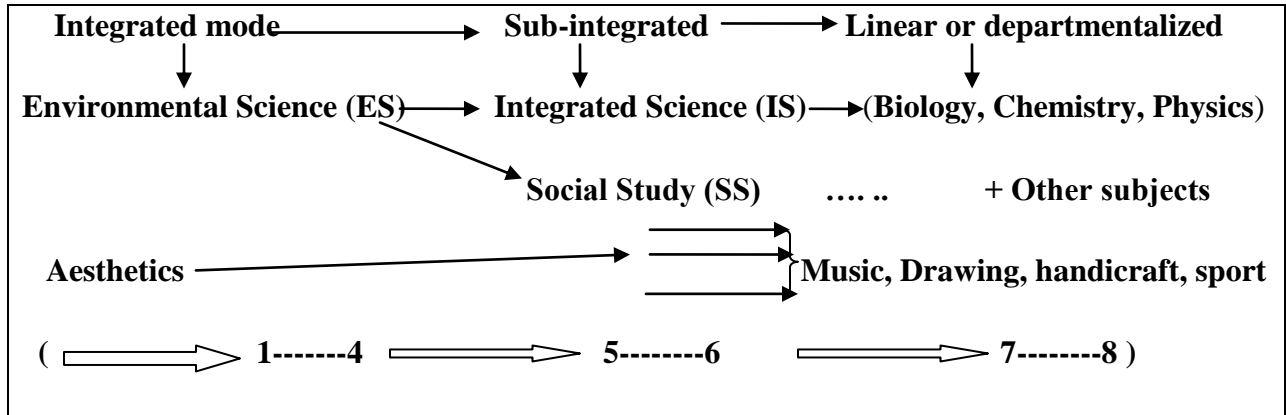 Integrated mode Sub-integrated Linear or departmentalized
Environmental Science (ES) Integrated Science (IS) (Biology, Chemistry, Physics)
Social Study (SS) …. .. + Other subjects
Aesthetics Music, Drawing, handicraft, sport
( 1-------4 5--------6 7--------8 )